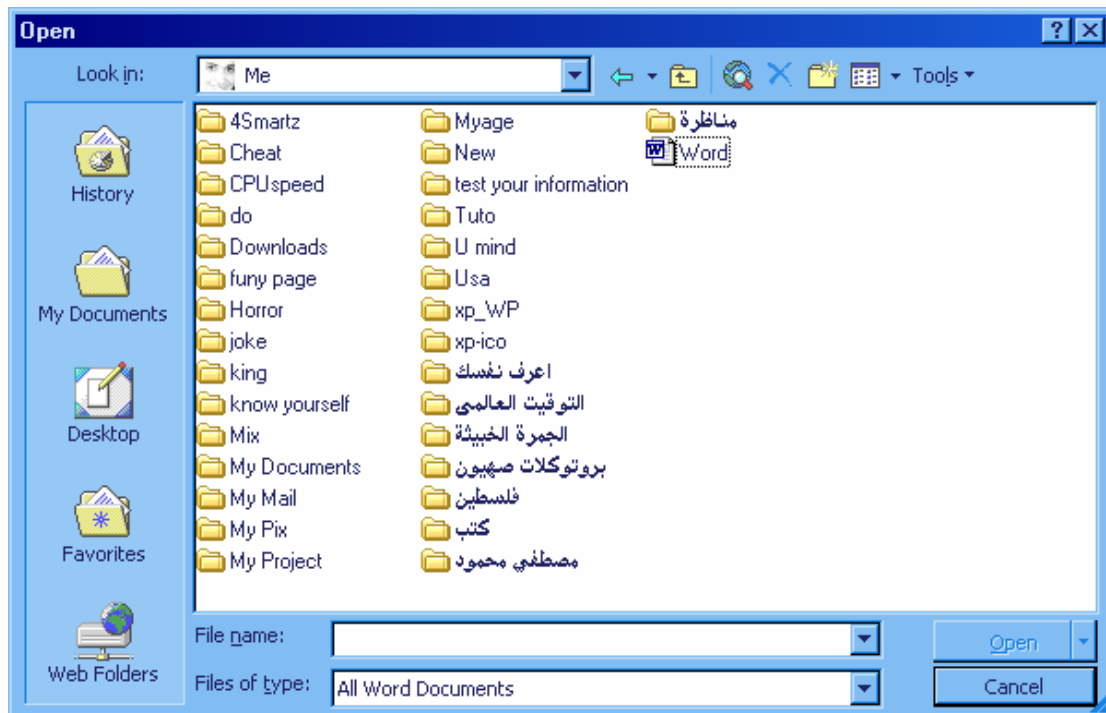 Open
Look in:
Me
Tools
History
My Documents
Desktop
Favorites
Web Folders
4Smartz
Cheat
CPUspeed
do
Downloads
funy page
Horror
joke
king
know yourself
Mix
My Documents
My Mail
My Pix
My Project
Myage
New
test your information
Tuto
U mind
Usa
xp_WP
xp-ico
اعرف نفسك
التوقيت العالمى
الجمرة الخبيثة
بروتوكلات صهيون
فلسطين
كتب
مصطفي محمود
مناظرة
Word
File name:
Files of type:
All Word Documents
Open
Cancel